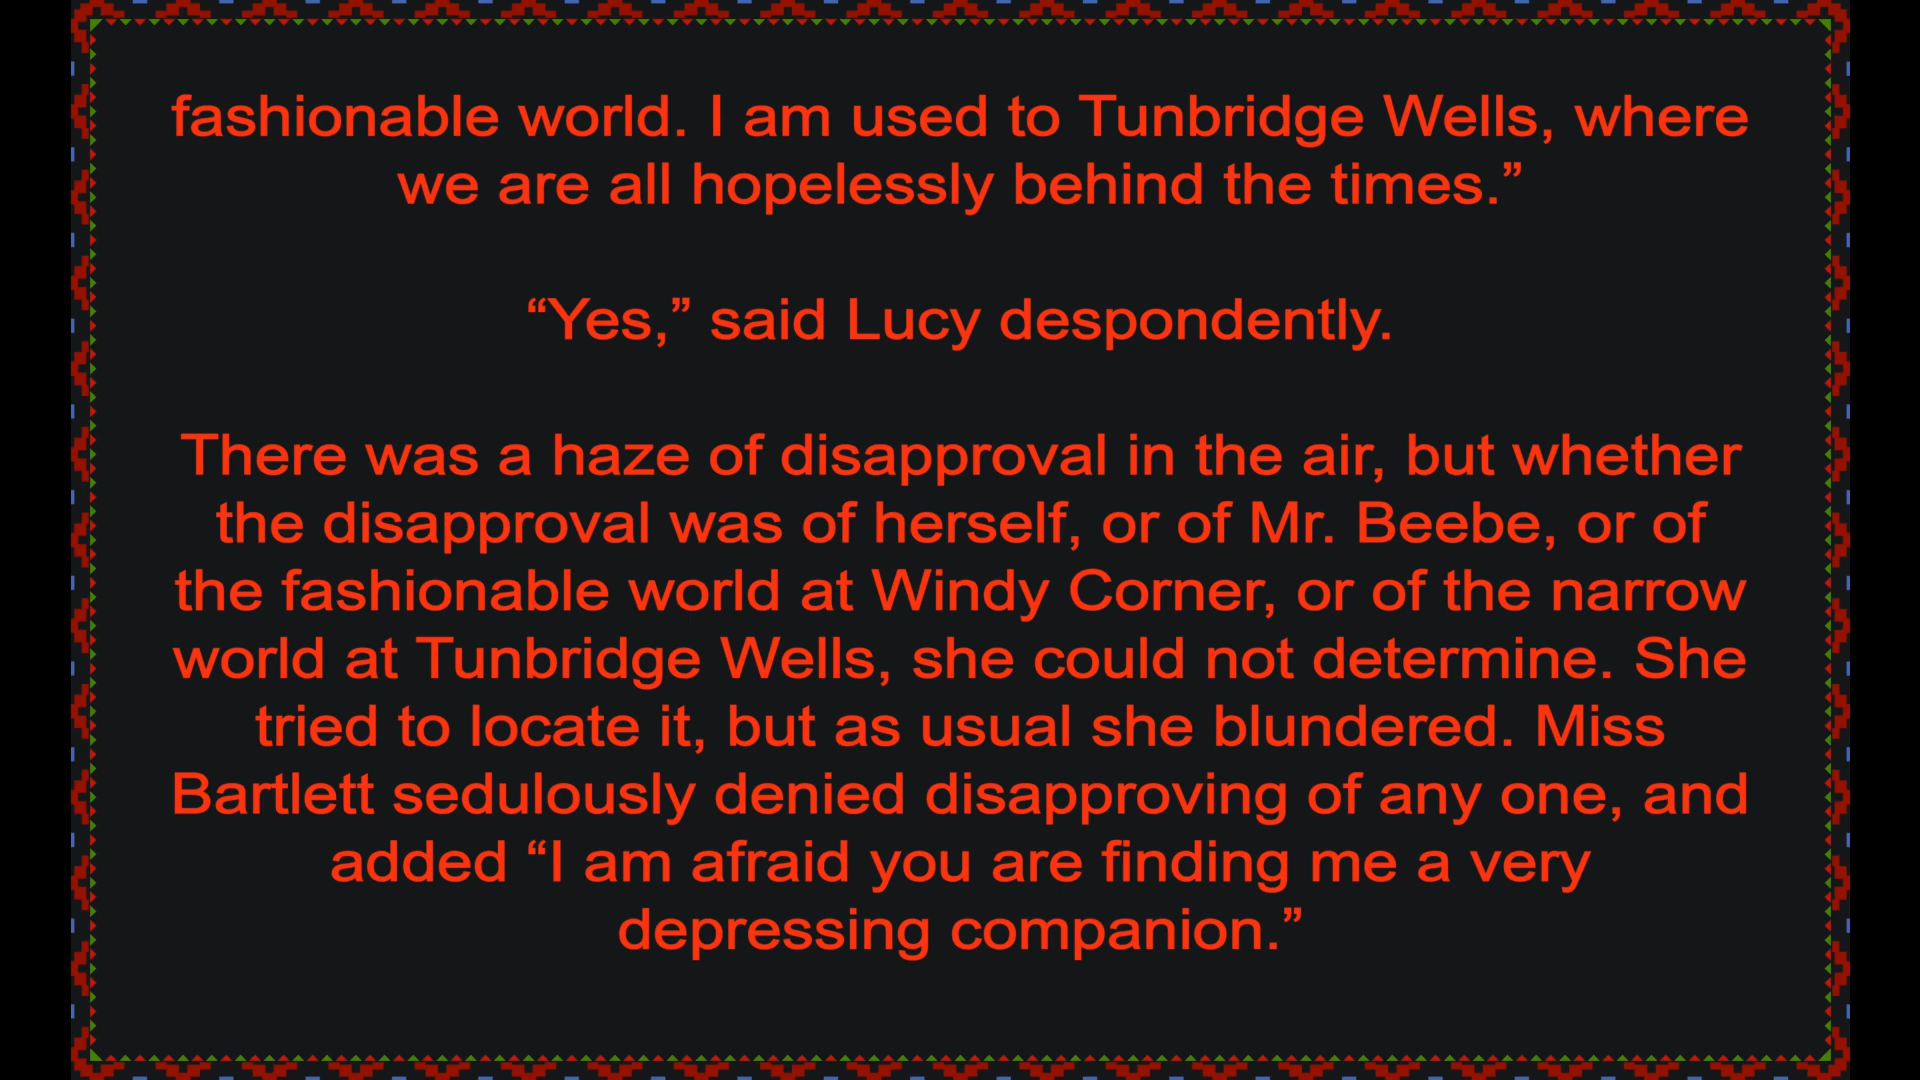 fashionable world. I am used to Tunbridge Wells, where
we are all hopelessly behind the times.”
“Yes,” said Lucy despondently.
There was a haze of disapproval in the air, but whether
the disapproval was of herself, or of Mr. Beebe, or of
the fashionable world at Windy Corner, or of the narrow
world at Tunbridge Wells, she could not determine. She
tried to locate it, but as usual she blundered. Miss
Bartlett sedulously denied disapproving of any one, and
added “I am afraid you are finding me a very
depressing companion.”